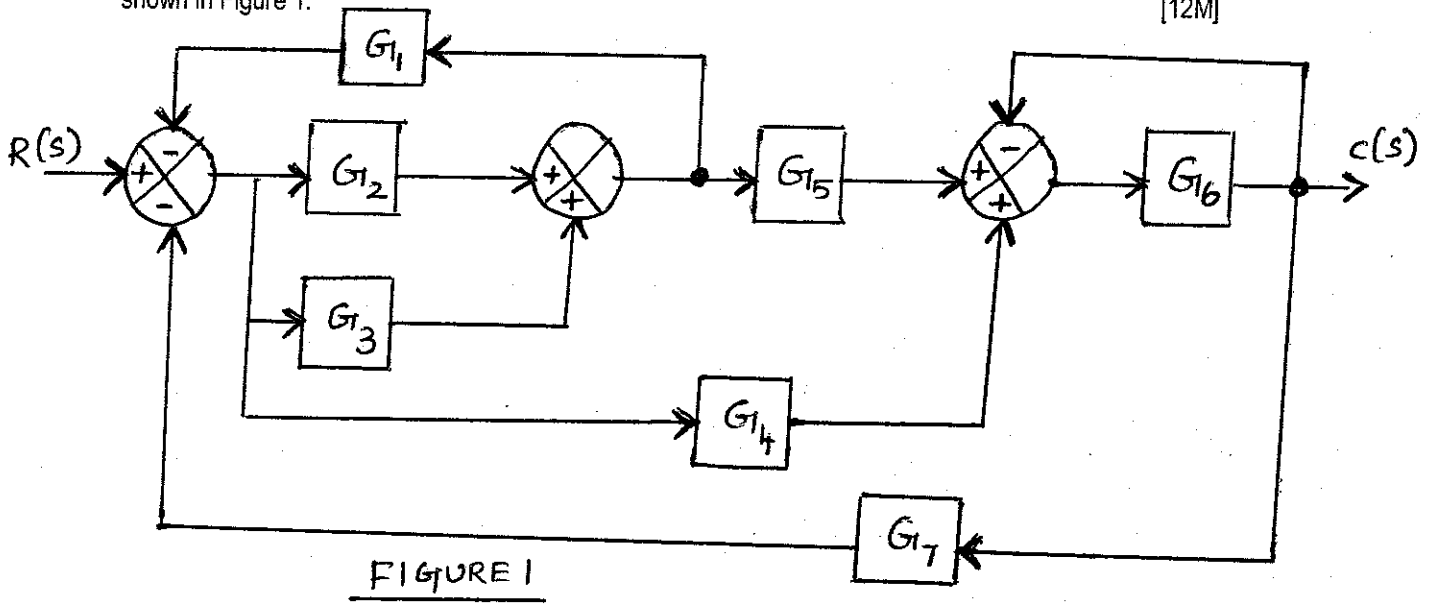 shown in Figure 1.
[12M]
G1
R(s)
+
-
-
G2
+
+
G5
+
-
+
G6
C(s)
G3
G4
G7
FIGURE 1